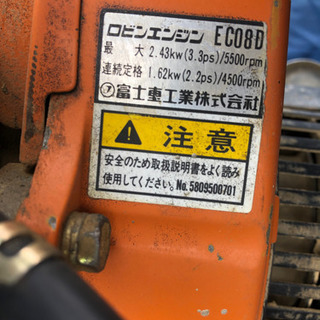 ロビンエンジン EC08D
最 大 2.43kw(3.3ps)/5500rpm
連続定格 1.62kw(2.2ps)/4500rpm
富士重工業株式会社
注意
安全のため取扱説明書をよく読み
使用してください。No.5809500701